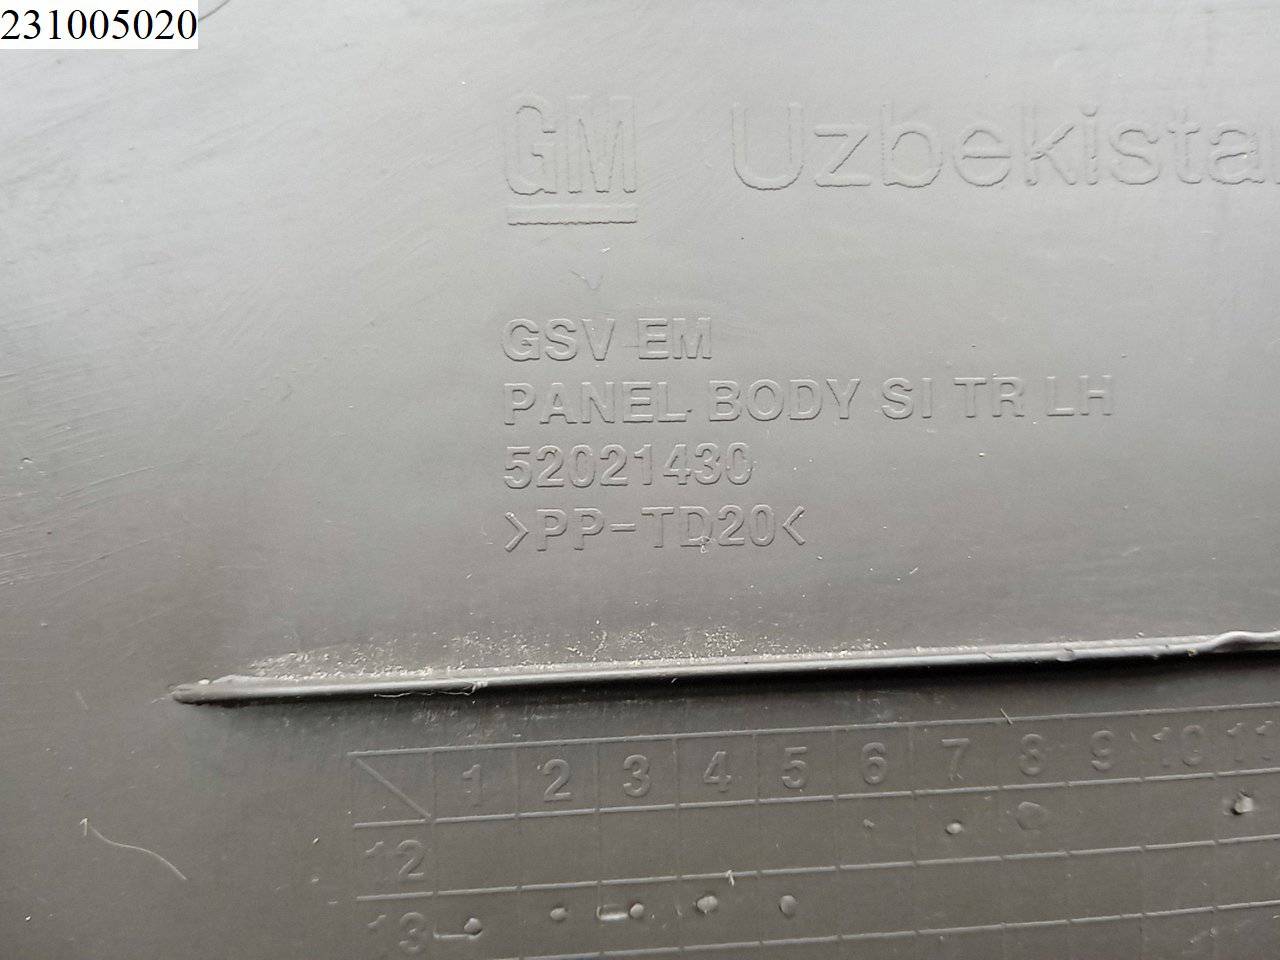 231005020
GM Uzbekistan
GSV EM
PANEL BODY SI TR LH
52021430
>PP-TD20<
1 2 3 4 5 6 7 8 9 10 11
12
13